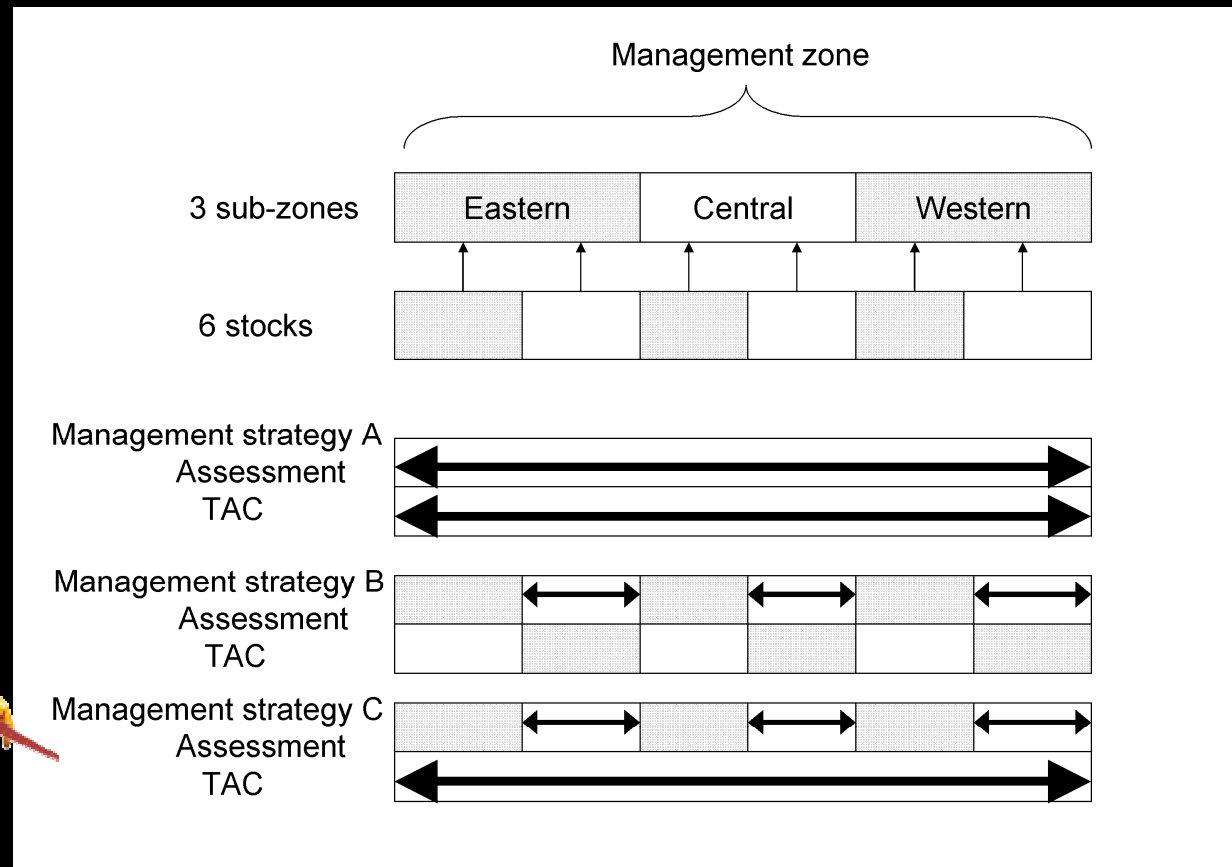 Management zone
3 sub-zones
Eastern
Central
Western
6 stocks
Management strategy A
Assessment
TAC
Management strategy B
Assessment
TAC
Management strategy C
Assessment
TAC